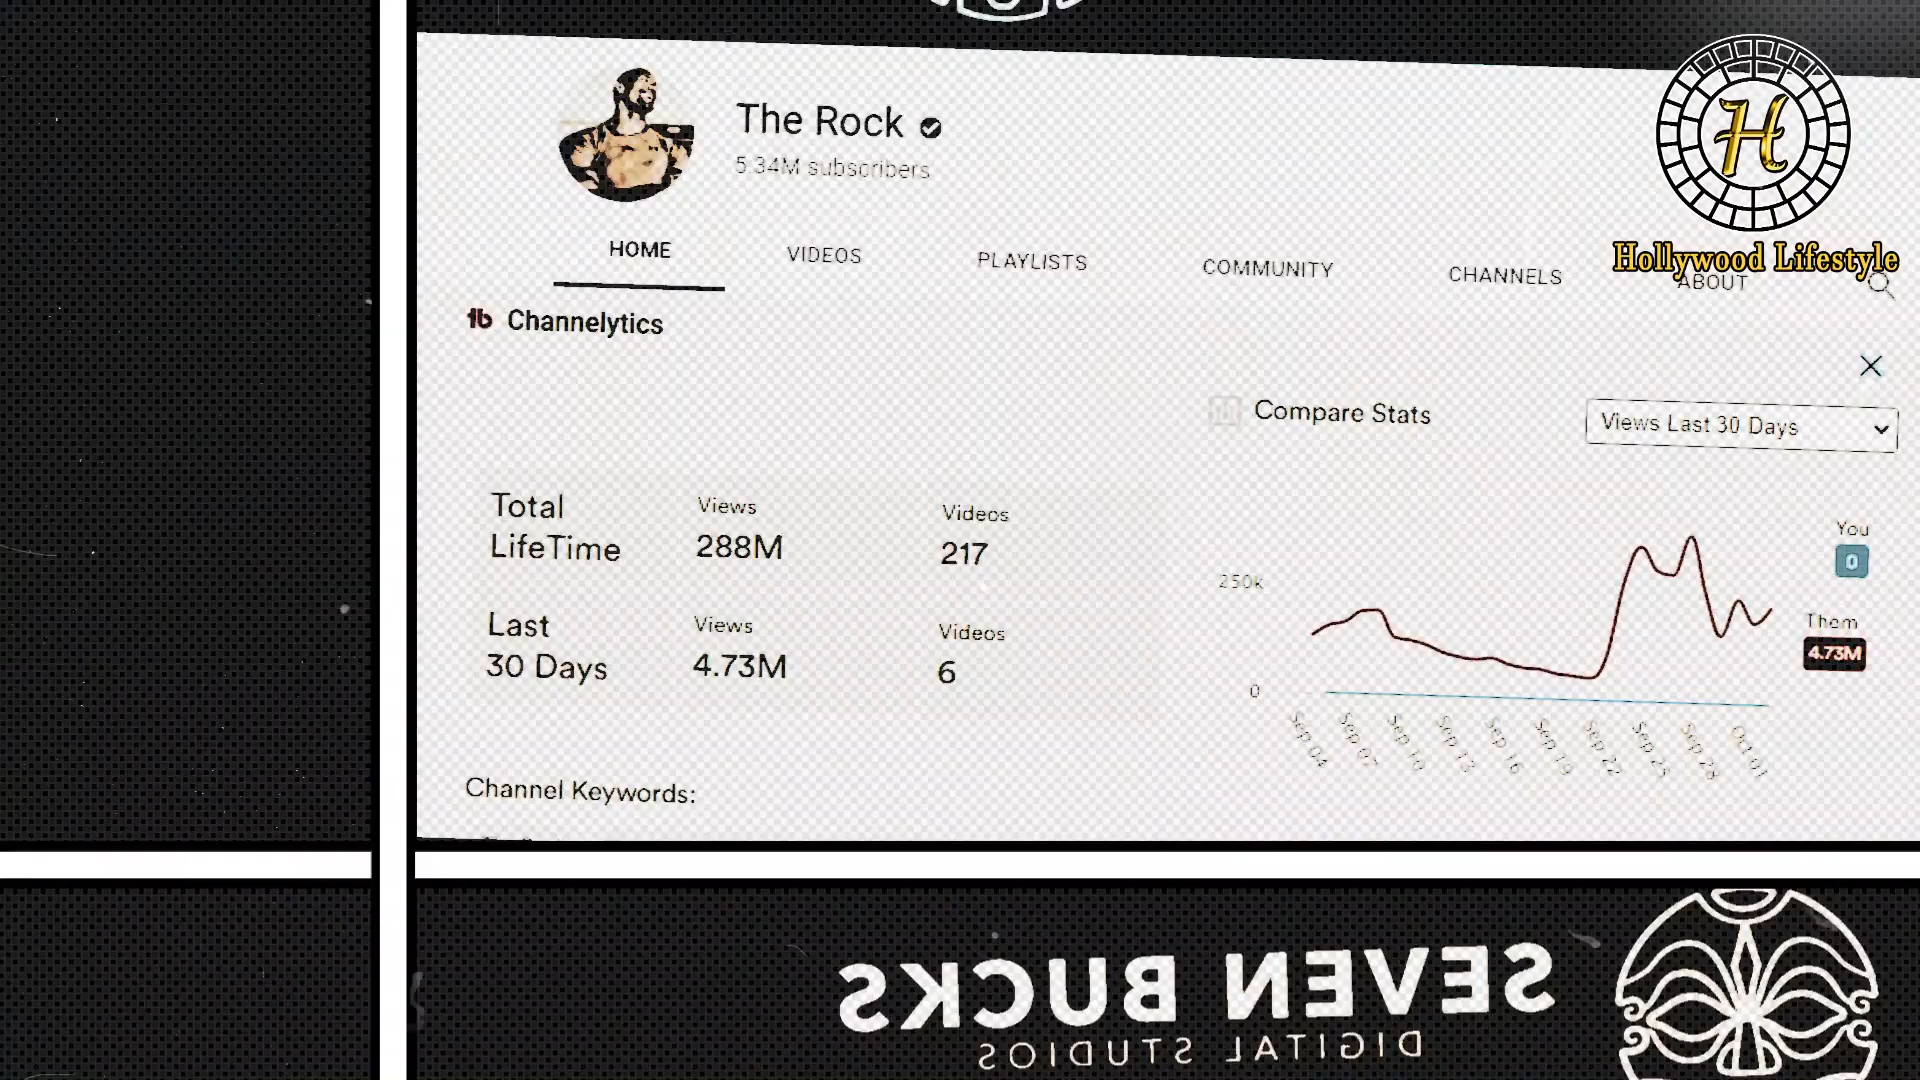 The Rock
5.34M subscribers
H
Hollywood Lifestyle
HOME VIDEOS PLAYLISTS COMMUNITY CHANNELS ABOUT
tb Channelytics
Compare Stats
Views Last 30 Days
Total
LifeTime
Views
288M
Videos
217
Last
30 Days
Views
4.73M
Videos
6
250k
0
You
0
Them
4.73M
Sep 04 Sep 07 Sep 10 Sep 13 Sep 16 Sep 19 Sep 22 Sep 25 Sep 28 Oct 01
Channel Keywords:
SEVEN BUCKS
DIGITAL STUDIOS